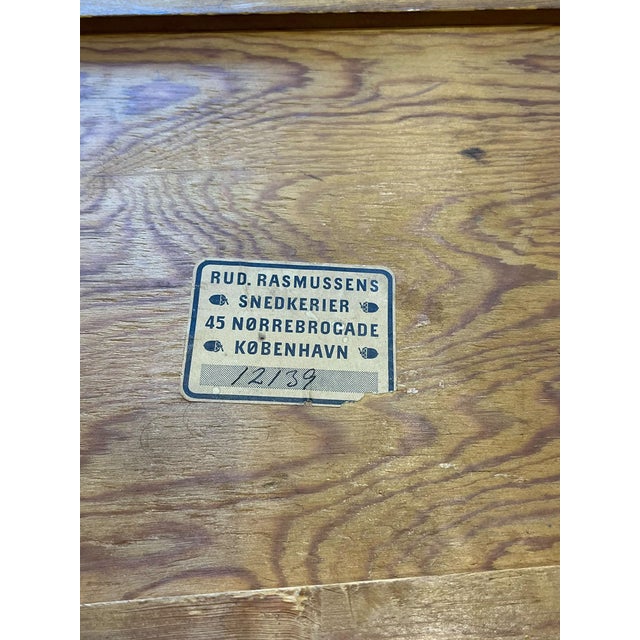 RUD. RASMUSSENS
SNEDKERIER
45 NØRREBROGADE
KØBENHAVN
12139